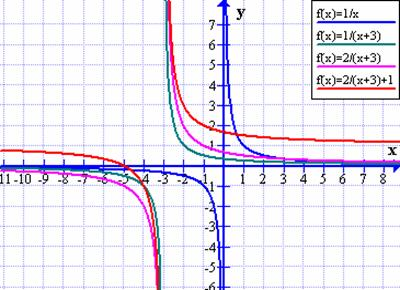 f(x)=1/x
f(x)=1/(x+3)
f(x)=2/(x+3)
f(x)=2/(x+3)+1
y
7
6
5
4
3
2
1
x
11 -10 -9 -8 -7 -6 -5 -4 -3 -2 -1 1 2 3 4 5 6 7 8
-1
-2
-3
-4
-5
-6